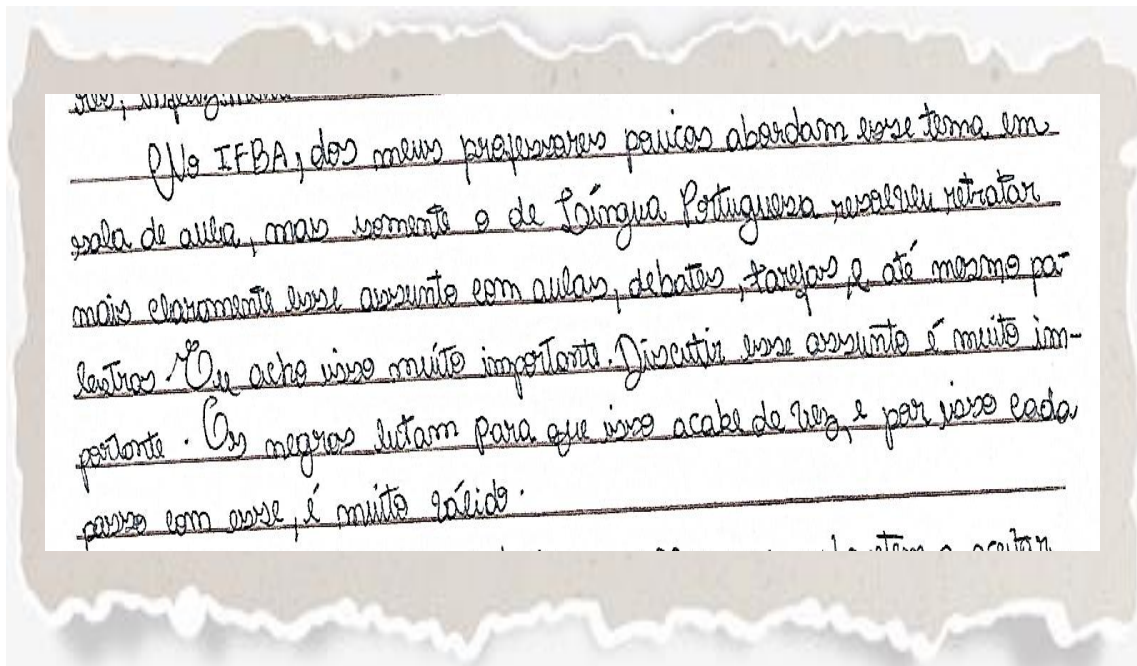 No IFBA, dos meus professores poucos abordam esse tema em
sala de aula, mas somente o de Língua Portuguesa resolveu retratar
mais claramente esse assunto com aulas, debates, tarefas e até mesmo pa-
lestras. Eu acho isso muito importante. Discutir esse assunto é muito im-
portante. Os negros lutam para que isso acabe de vez, e por isso cada
passo com esse, é muito válido.